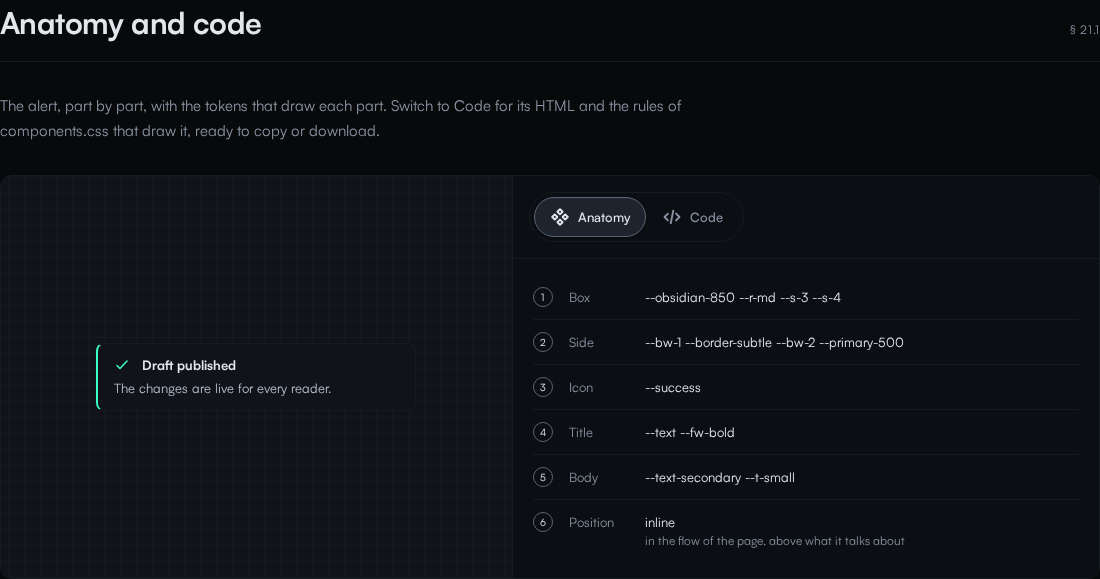 Anatomy and code
§ 21.1
The alert, part by part, with the tokens that draw each part. Switch to Code for its HTML and the rules of
components.css that draw it, ready to copy or download.
Anatomy
Code
Draft published
The changes are live for every reader.
1 Box --obsidian-850 --r-md --s-3 --s-4
2 Side --bw-1 --border-subtle --bw-2 --primary-500
3 Icon --success
4 Title --text --fw-bold
5 Body --text-secondary --t-small
6 Position inline
in the flow of the page, above what it talks about